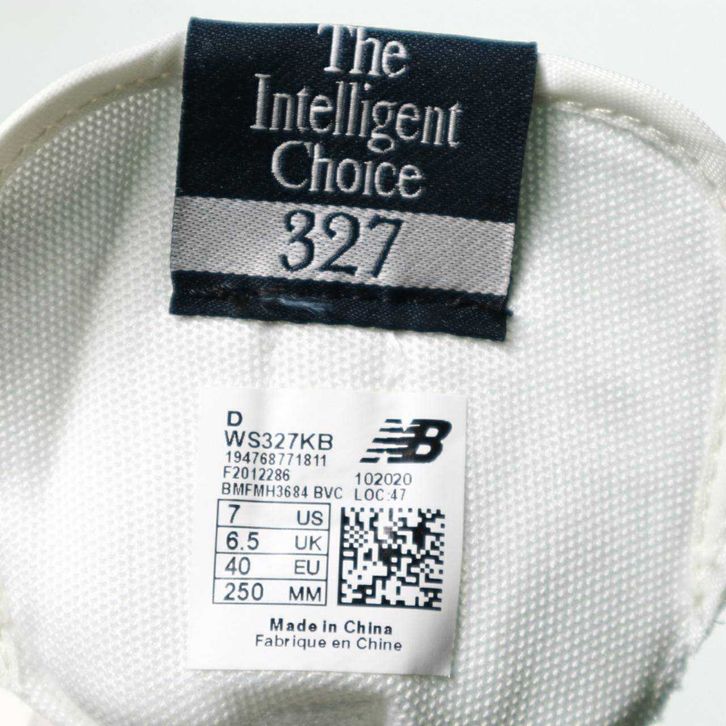 The
Intelligent
Choice
327
D
WS327KB
194768771811
F2012286
BMFMH3684 BVC
NB
102020
LOC:47
7 US
6.5 UK
40 EU
250 MM
Made in China
Fabrique en Chine